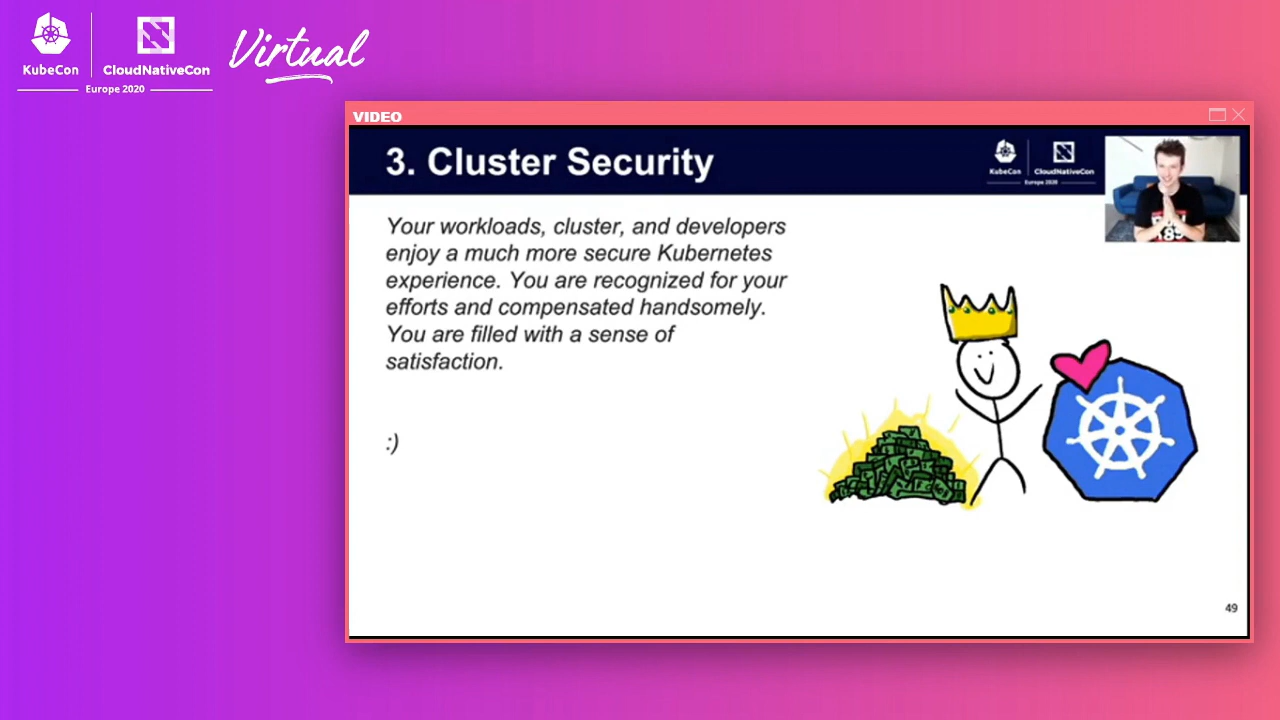 KubeCon
CloudNativeCon
Europe 2020
Virtual
VIDEO
3. Cluster Security
KubeCon
CloudNativeCon
Europe 2020
Your workloads, cluster, and developers
enjoy a much more secure Kubernetes
experience. You are recognized for your
efforts and compensated handsomely.
You are filled with a sense of
satisfaction.
:)
49